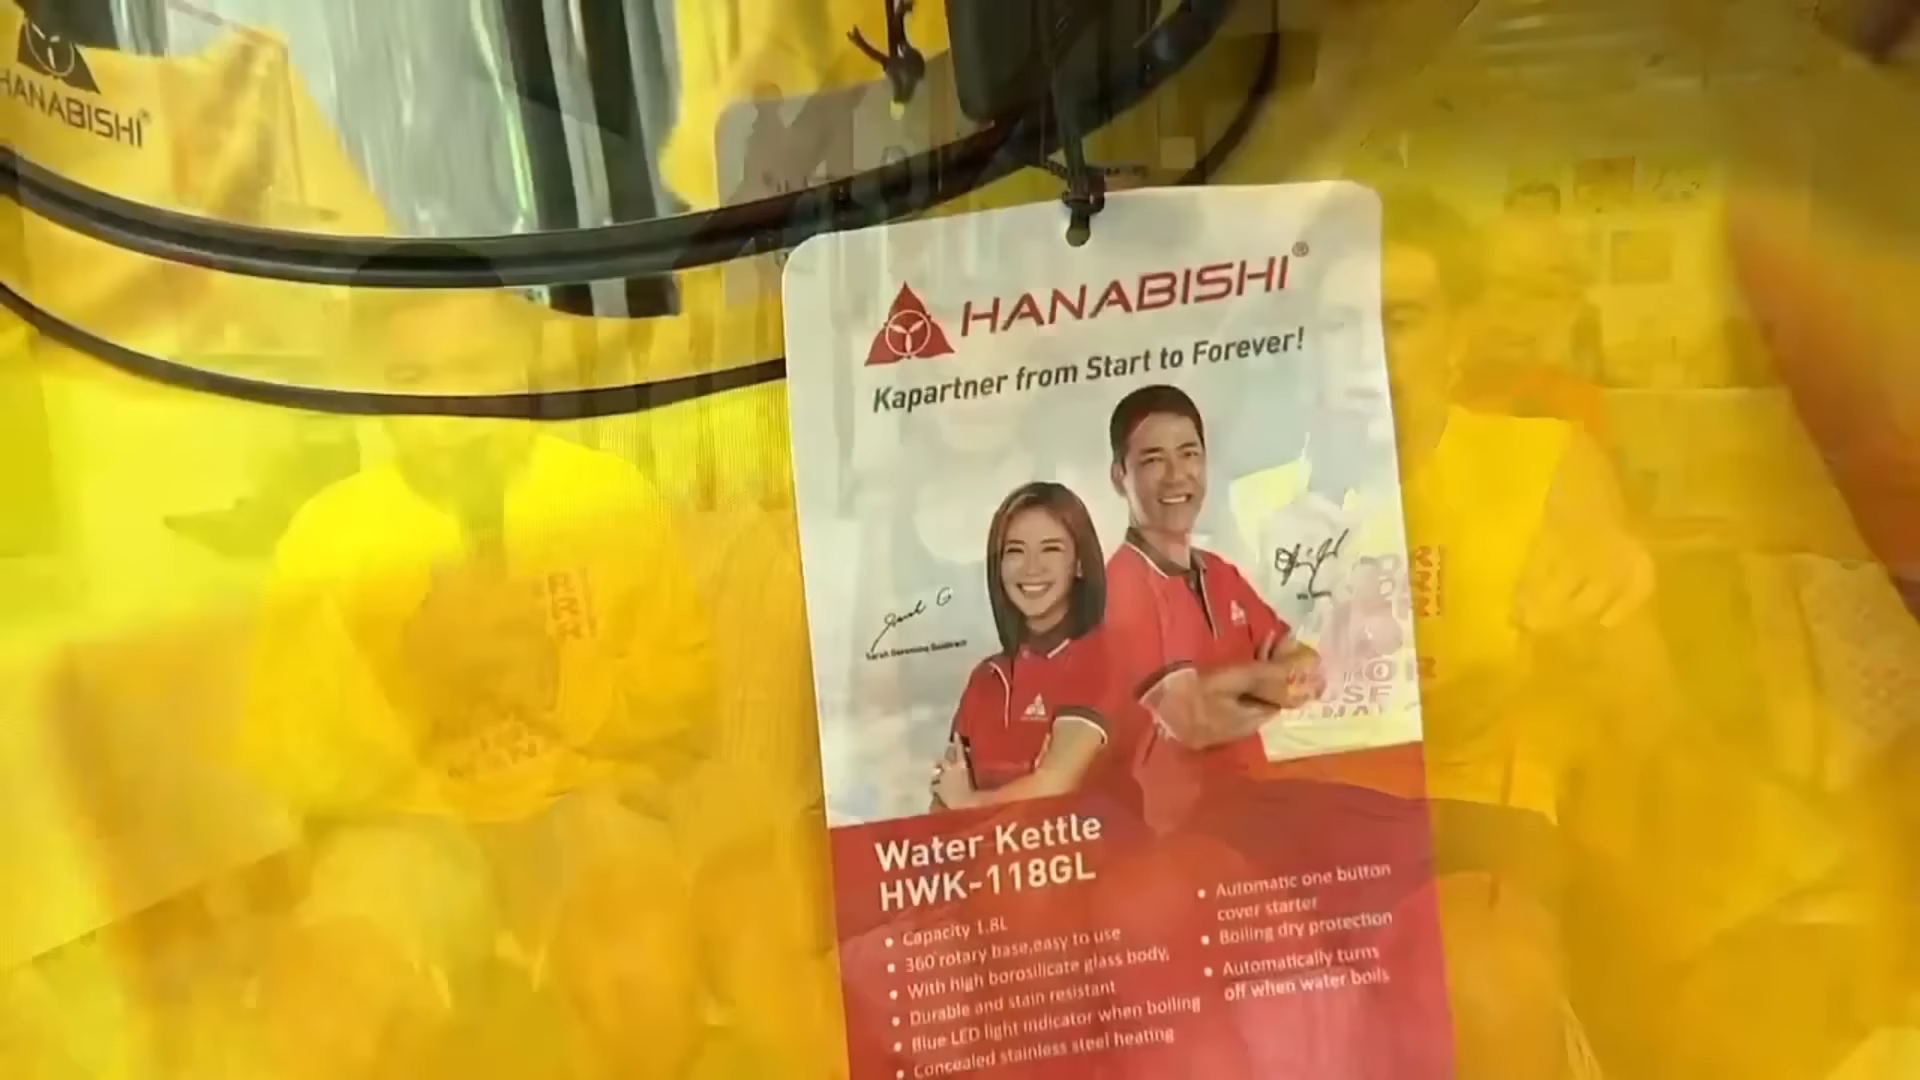 HANABISHI®
HANABISHI®
Kapartner from Start to Forever!
Water Kettle
HWK-118GL
• Capacity 1.8L
• 360 rotary base,easy to use
• With high borosilicate glass body,
• Durable and stain resistant
• Blue LED light indicator when boiling
• Concealed stainless steel heating
• Automatic one button
cover starter
• Boiling dry protection
• Automatically turns
off when water boils